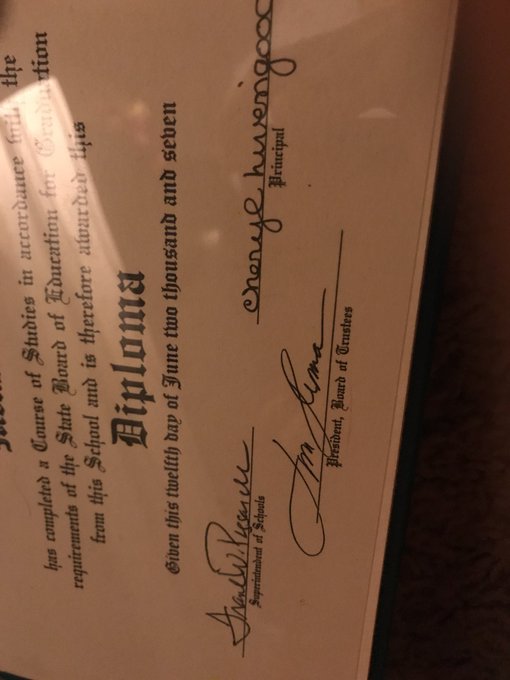 has completed a Course of Studies in accordance with the
requirements of the State Board of Education for Graduation
from this School and is therefore awarded this
Diploma
Given this twelfth day of June two thousand and seven
Superintendent of Schools
Cheryle
Principal
President, Board of Trustees